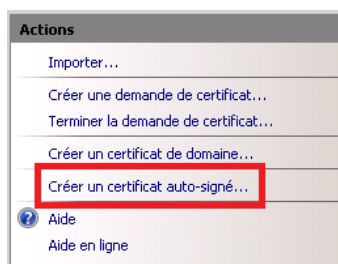 Actions
Importer...
Créer une demande de certificat...
Terminer la demande de certificat...
Créer un certificat de domaine...
Créer un certificat auto-signé...
Aide
Aide en ligne